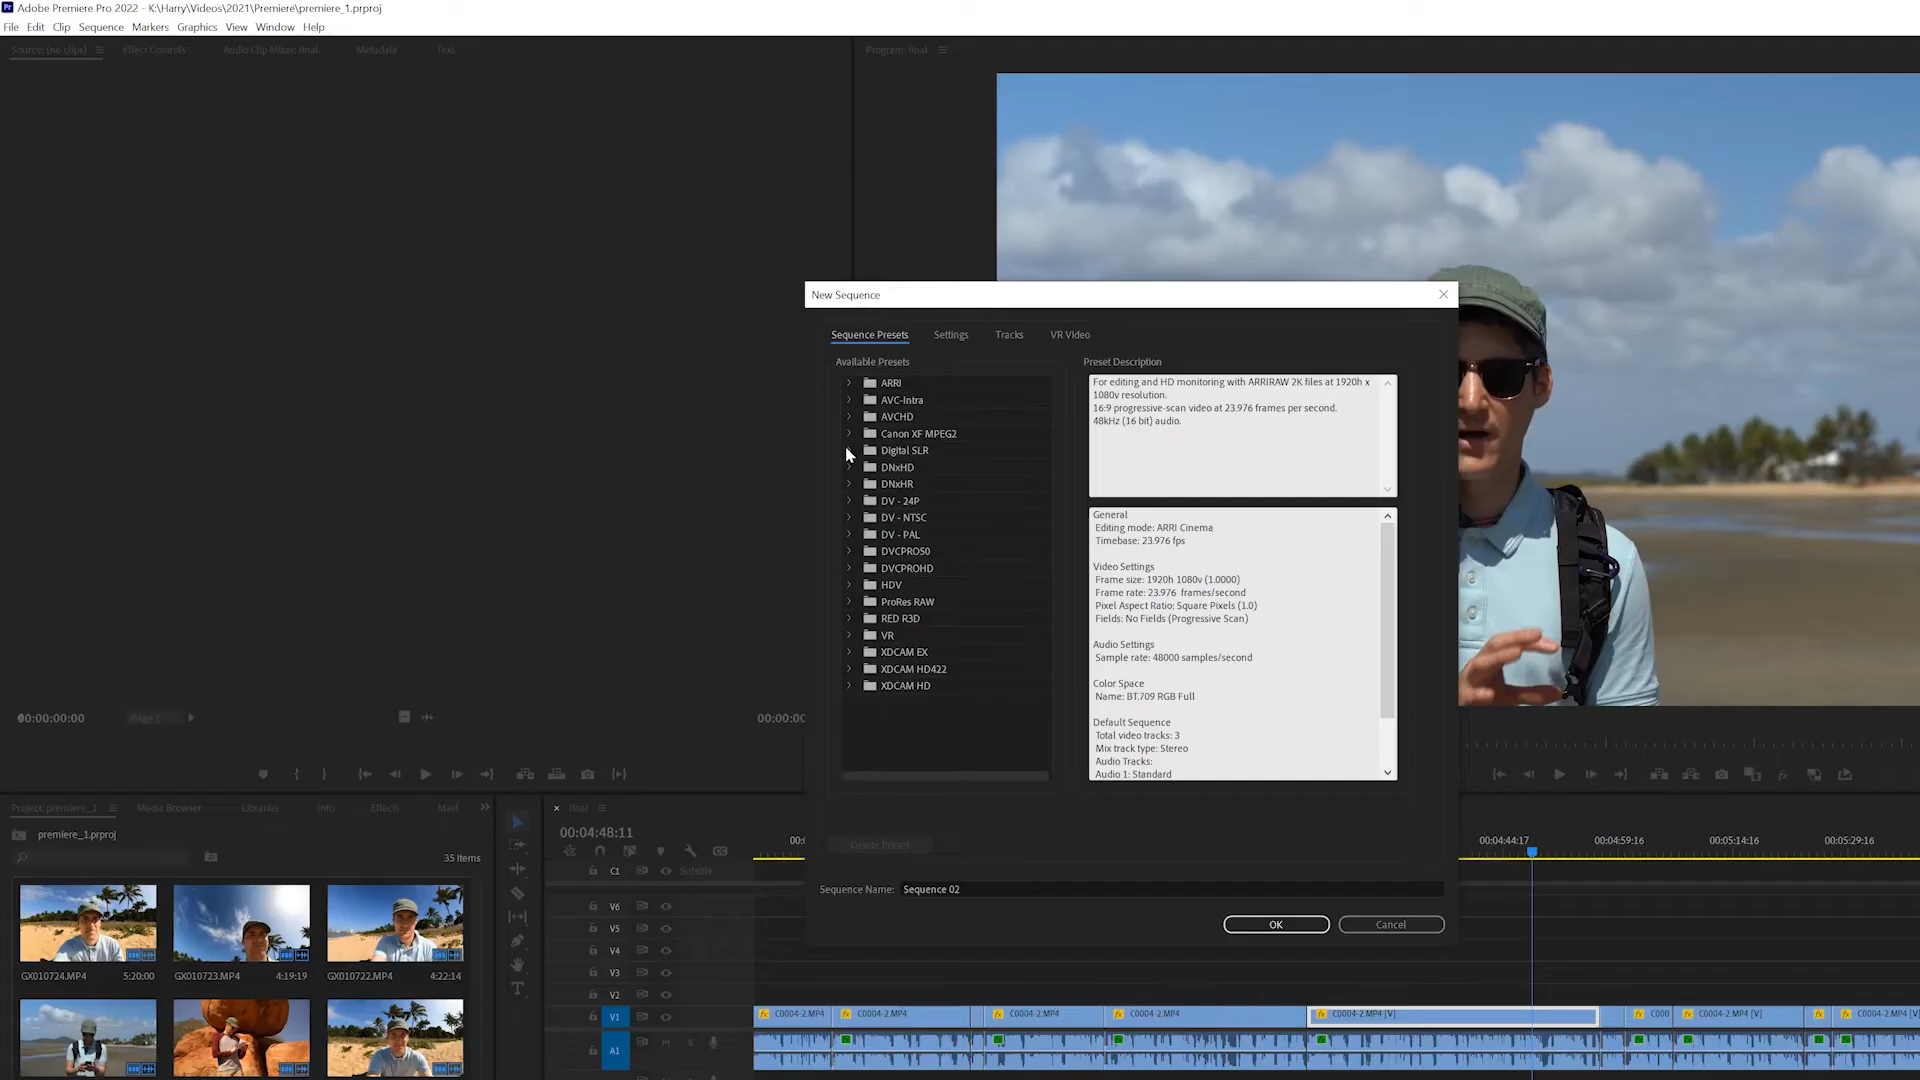 Adobe Premiere Pro 2022 - K:\Harry\Videos\2021\Premiere\premiere_1.prproj
File Edit Clip Sequence Markers Graphics View Window Help
Source: (no clips) Effect Controls Audio Clip Mixer: final Metadata Text
Program: final
New Sequence
Sequence Presets Settings Tracks VR Video
Available Presets
ARRI
AVC-Intra
AVCHD
Canon XF MPEG2
Digital SLR
DNxHD
DNxHR
DV - 24P
DV - NTSC
DV - PAL
DVCPRO50
DVCPROHD
HDV
ProRes RAW
RED R3D
VR
XDCAM EX
XDCAM HD422
XDCAM HD
Preset Description
For editing and HD monitoring with ARRIRAW 2K files at 1920h x
1080v resolution.
16:9 progressive-scan video at 23.976 frames per second.
48kHz (16 bit) audio.
General
Editing mode: ARRI Cinema
Timebase: 23.976 fps
Video Settings
Frame size: 1920h 1080v (1.0000)
Frame rate: 23.976 frames/second
Pixel Aspect Ratio: Square Pixels (1.0)
Fields: No Fields (Progressive Scan)
Audio Settings
Sample rate: 48000 samples/second
Color Space
Name: BT.709 RGB Full
Default Sequence
Total video tracks: 3
Mix track type: Stereo
Audio Tracks:
Audio 1: Standard
Delete Preset
Sequence Name: Sequence 02
OK Cancel
00:00:00:00 Page 1 00:00:0
Project: premiere_1 Media Browser Libraries Info Effects Mark
premiere_1.prproj
35 Items
GX010724.MP4 5:20:00
GX010723.MP4 4:19:19
GX010722.MP4 4:22:14
final
00:04:48:11
00: 00:04:44:17 00:04:59:16 00:05:14:16 00:05:29:16
C1 Subtitle
V6
V5
V4
V3
V2
V1 C0004-2.MP4 C0004-2.MP4 C0004-2.MP4 C0004-2.MP4 C0004-2.MP4 [V] C000 C0004-2.MP4 [V] C0004-2.MP4 [V]
A1 M S